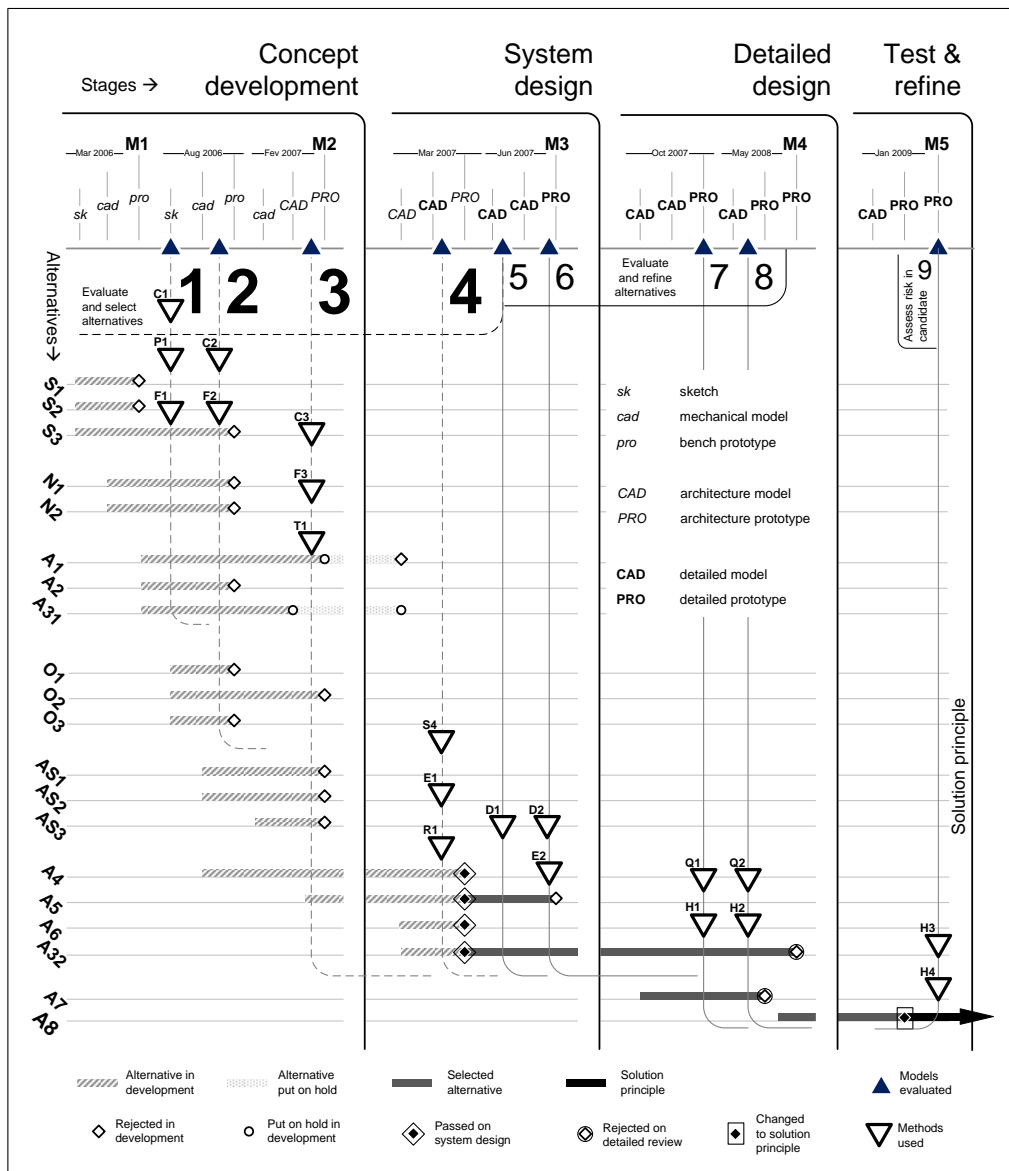 Concept
development
System
design
Detailed
design
Test &
refine
Stages →
Mar 2006
M1
Aug 2006
Fev 2007
M2
Mar 2007
Jun 2007
M3
Oct 2007
May 2008
M4
Jan 2009
M5
sk
cad
pro
sk
cad
pro
cad
CAD
PRO
CAD
CAD
PRO
CAD
CAD
PRO
CAD
CAD
PRO
CAD
PRO
PRO
CAD
PRO
PRO
Alternatives →
Evaluate
and select
alternatives
1
2
3
4
5
6
Evaluate
and refine
alternatives
7
8
Assess risk in
candidate
9
C1
P1
C2
F1
F2
C3
F3
T1
S4
E1
R1
D1
D2
E2
Q1
Q2
H1
H2
H3
H4
S1
S2
S3
N1
N2
A1
A2
A31
O1
O2
O3
AS1
AS2
AS3
A4
A5
A6
A32
A7
A8
sk sketch
cad mechanical model
pro bench prototype
CAD architecture model
PRO architecture prototype
CAD detailed model
PRO detailed prototype
Solution principle
Alternative in
development
Alternative
put on hold
Selected
alternative
Solution
principle
Models
evaluated
Rejected in
development
Put on hold in
development
Passed on
system design
Rejected on
detailed review
Changed
to solution
principle
Methods
used